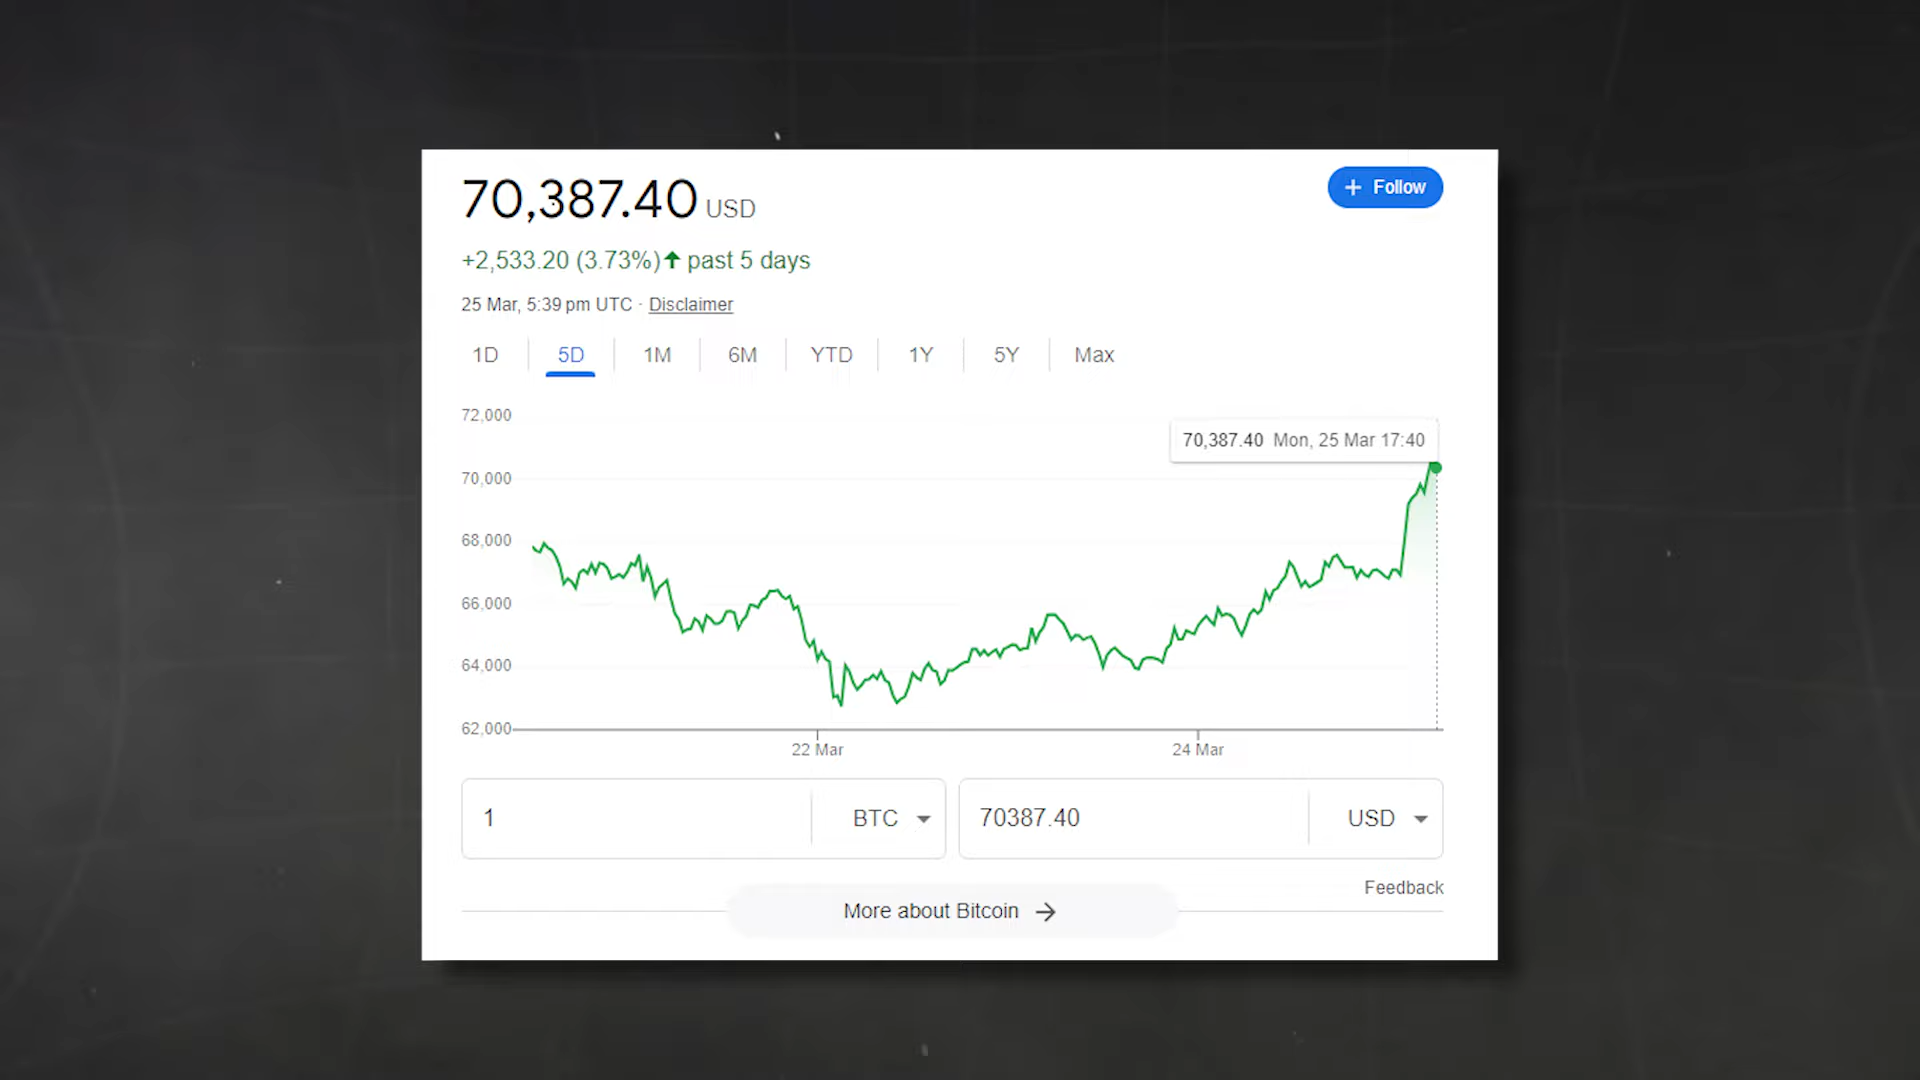 70,387.40 USD
+ Follow
+2,533.20 (3.73%)↑ past 5 days
25 Mar, 5:39 pm UTC · Disclaimer
1D 5D 1M 6M YTD 1Y 5Y Max
72,000
70,387.40 Mon, 25 Mar 17:40
70,000
68,000
66,000
64,000
62,000
22 Mar 24 Mar
1 BTC 70387.40 USD
Feedback
More about Bitcoin →